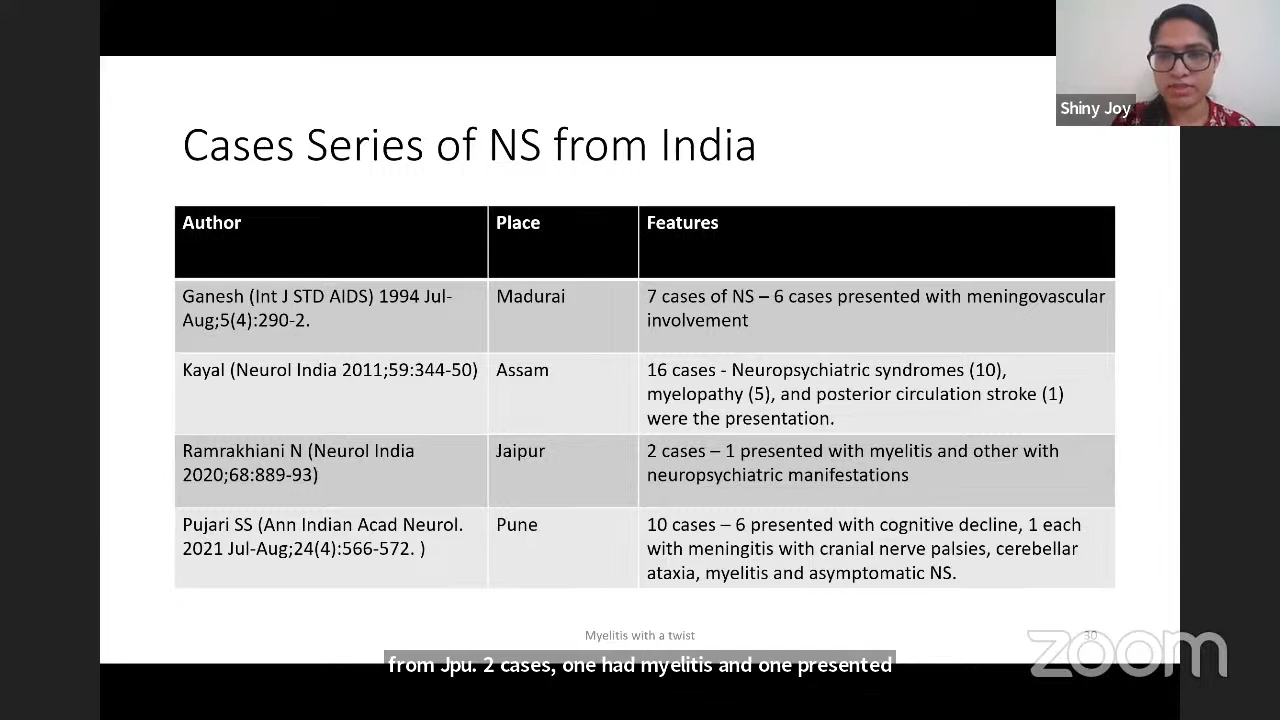 Shiny Joy
Cases Series of NS from India
Author
Place
Features
Ganesh (Int J STD AIDS) 1994 Jul-
Aug;5(4):290-2.
Madurai
7 cases of NS – 6 cases presented with meningovascular
involvement
Kayal (Neurol India 2011;59:344-50)
Assam
16 cases - Neuropsychiatric syndromes (10),
myelopathy (5), and posterior circulation stroke (1)
were the presentation.
Ramrakhiani N (Neurol India
2020;68:889-93)
Jaipur
2 cases – 1 presented with myelitis and other with
neuropsychiatric manifestations
Pujari SS (Ann Indian Acad Neurol.
2021 Jul-Aug;24(4):566-572. )
Pune
10 cases – 6 presented with cognitive decline, 1 each
with meningitis with cranial nerve palsies, cerebellar
ataxia, myelitis and asymptomatic NS.
Myelitis with a twist
30
zoom
from Jpu. 2 cases, one had myelitis and one presented